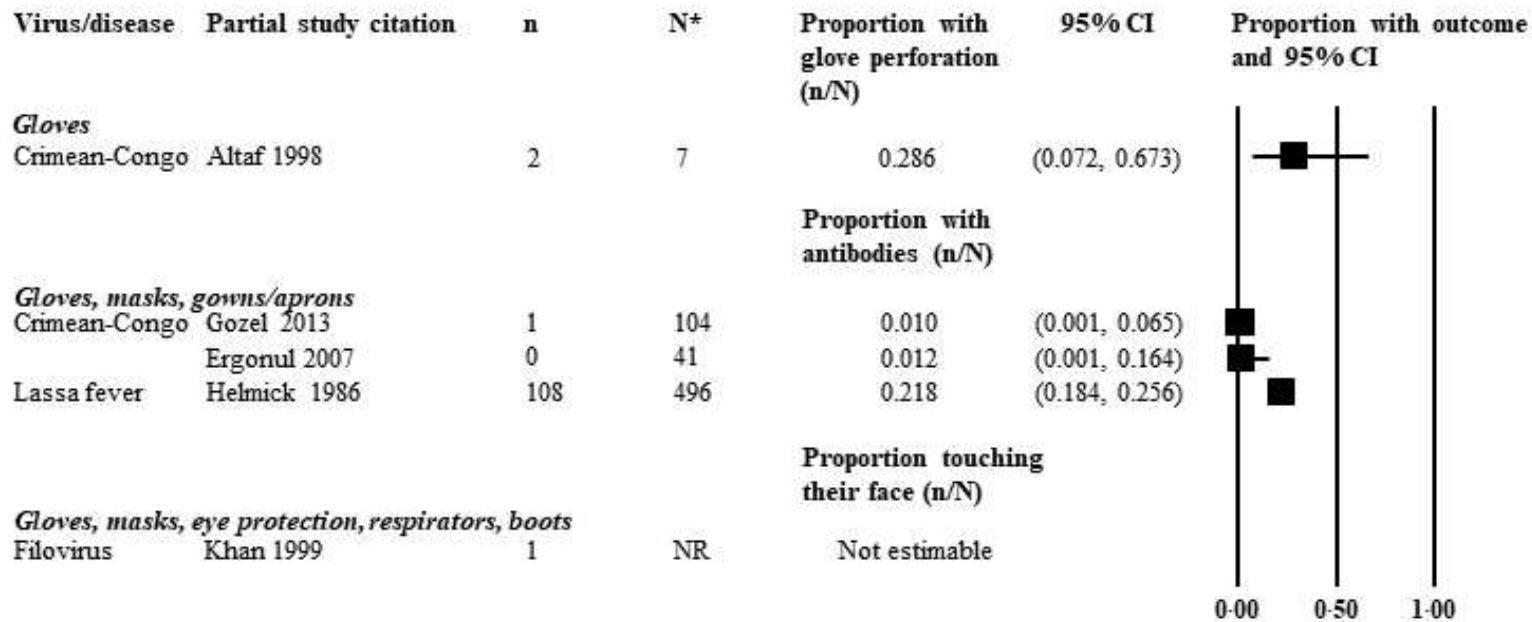 Virus/disease Partial study citation n N* Proportion with 95% CI Proportion with outcome
glove perforation and 95% CI
(n/N)
Gloves
Crimean-Congo Altaf 1998 2 7 0.286 (0.072, 0.673)
Proportion with
antibodies (n/N)
Gloves, masks, gowns/aprons
Crimean-Congo Gozel 2013 1 104 0.010 (0.001, 0.065)
Ergonul 2007 0 41 0.012 (0.001, 0.164)
Lassa fever Helmick 1986 108 496 0.218 (0.184, 0.256)
Proportion touching
their face (n/N)
Gloves, masks, eye protection, respirators, boots
Filovirus Khan 1999 1 NR Not estimable
0·00 0·50 1·00